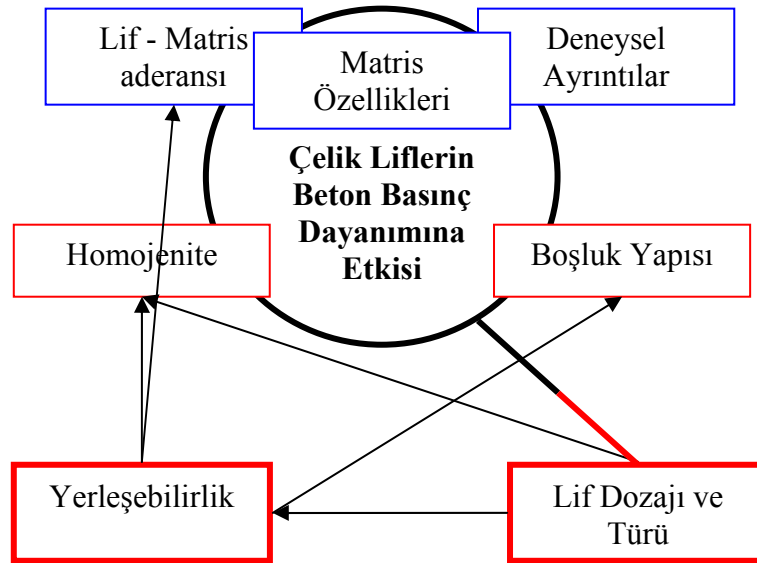 Lif - Matris
aderansı
Matris
Özellikleri
Deneysel
Ayrıntılar
Çelik Liflerin
Beton Basınç
Dayanımına
Etkisi
Homojenite
Boşluk Yapısı
Yerleşebilirlik
Lif Dozajı ve
Türü